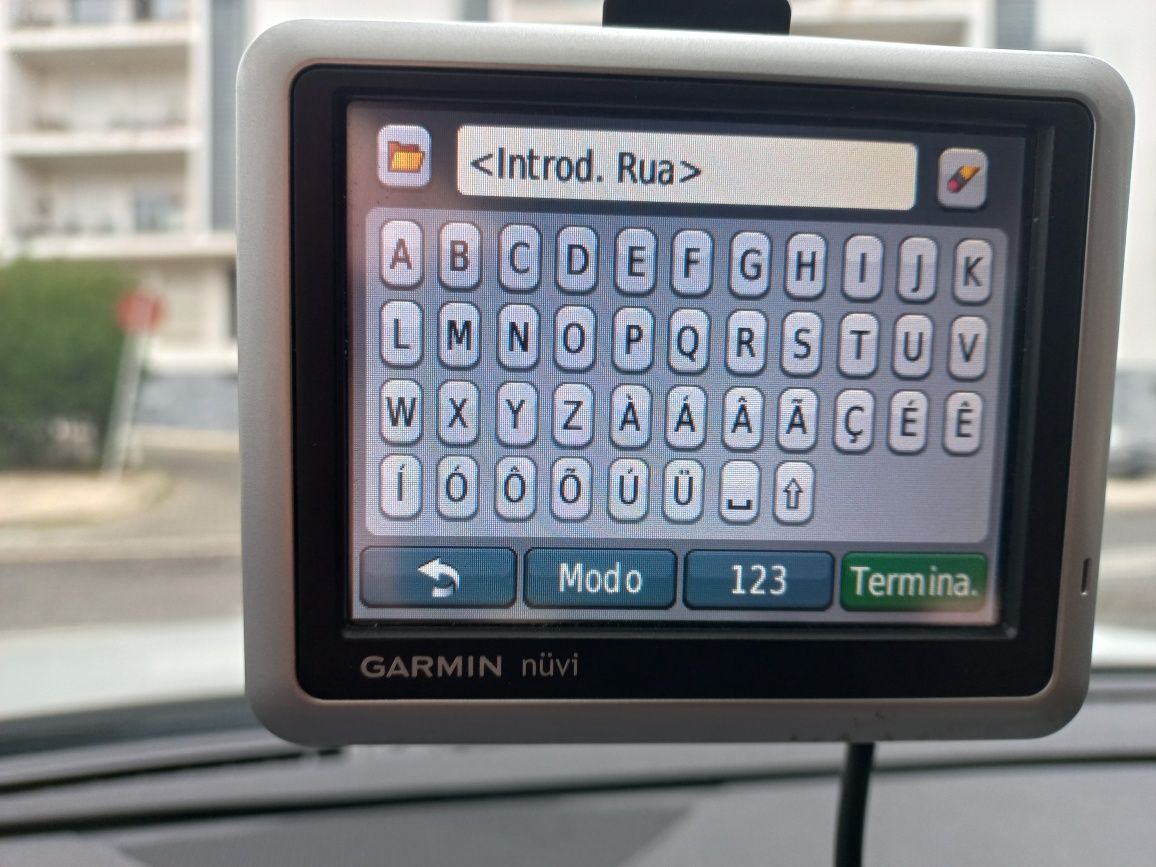 <Introd. Rua>
A B C D E F G H I J K
L M N O P Q R S T U V
W X Y Z À Á Â Ã Ç É Ê
Í Ó Ô Õ Ú Ü
Modo 123 Termina.
GARMIN nüvi